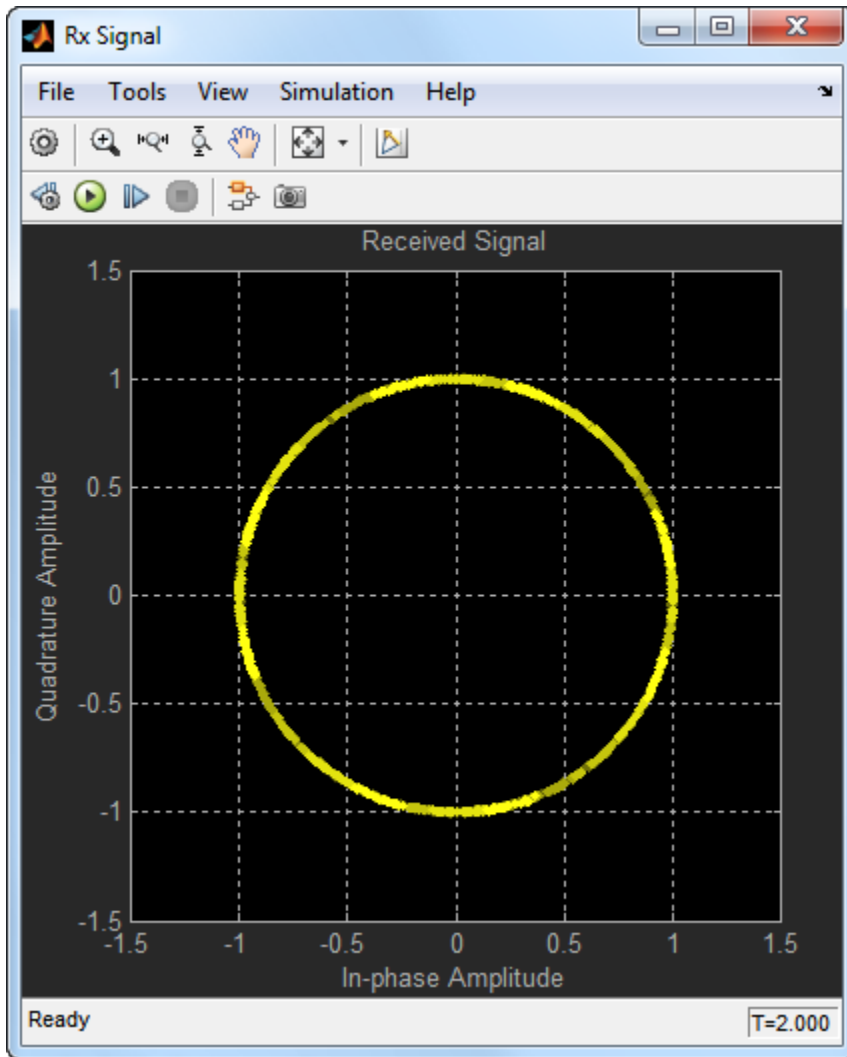 Rx Signal
File Tools View Simulation Help
Received Signal
1.5
1
0.5
0
-0.5
-1
-1.5
Quadrature Amplitude
-1.5 -1 -0.5 0 0.5 1 1.5
In-phase Amplitude
Ready T=2.000